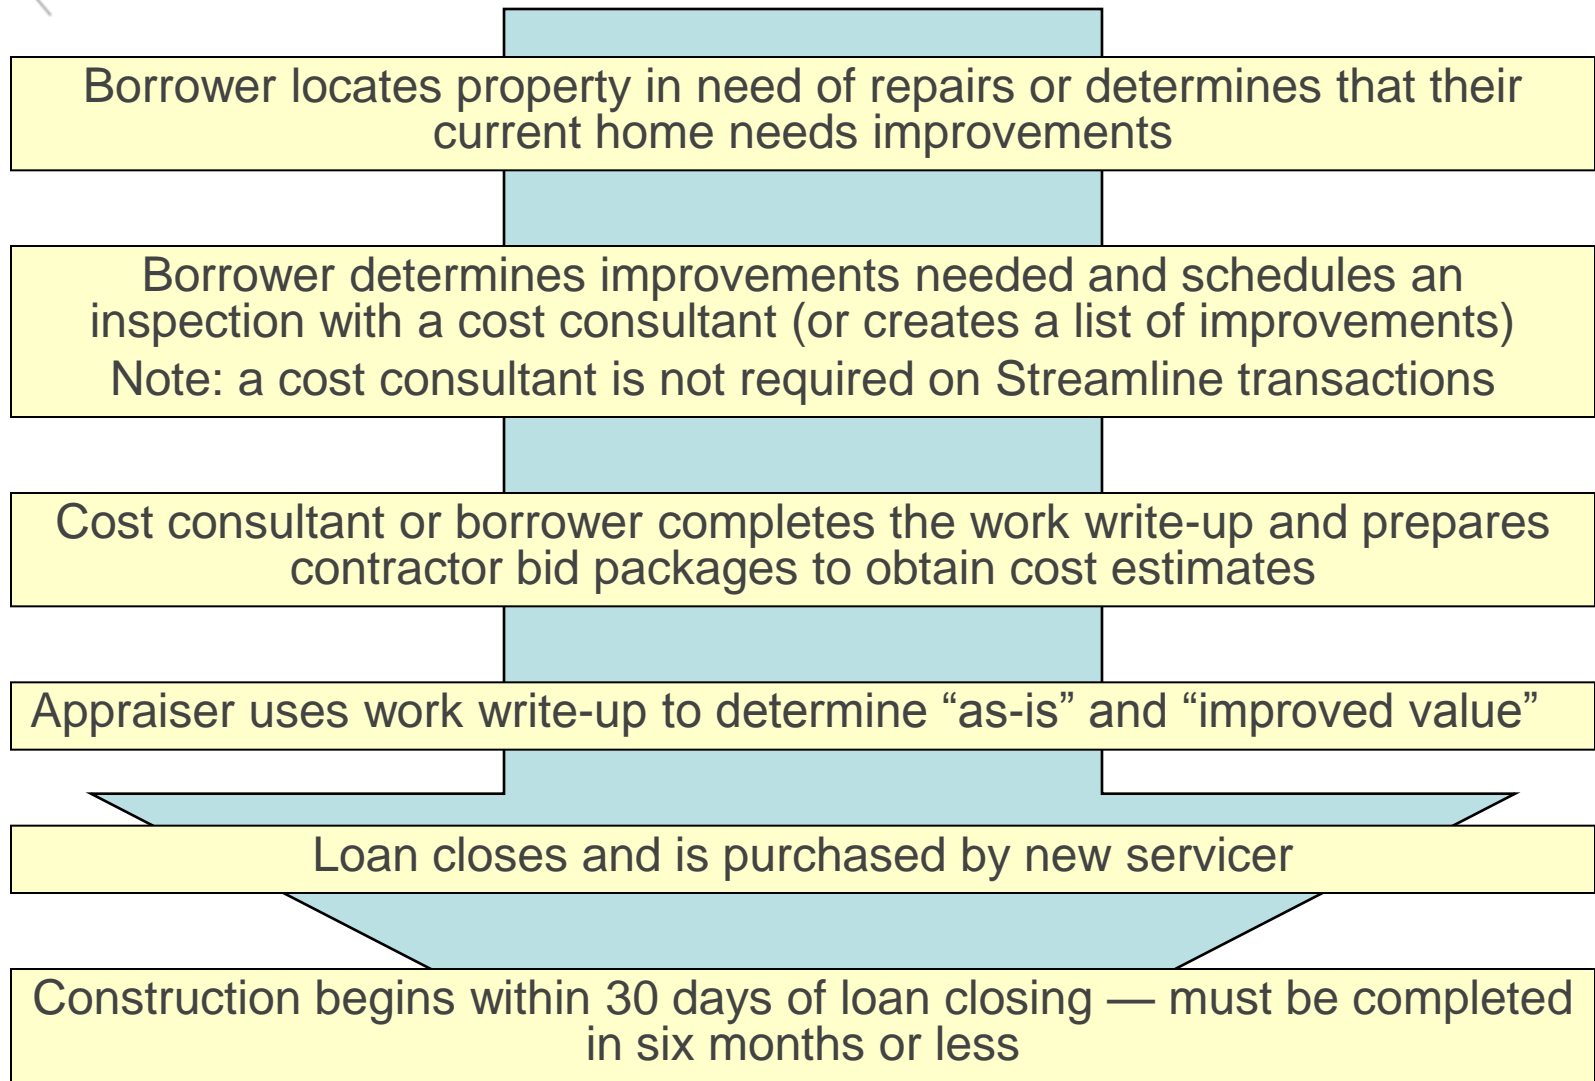 Borrower locates property in need of repairs or determines that their
current home needs improvements
Borrower determines improvements needed and schedules an
inspection with a cost consultant (or creates a list of improvements)
Note: a cost consultant is not required on Streamline transactions
Cost consultant or borrower completes the work write-up and prepares
contractor bid packages to obtain cost estimates
Appraiser uses work write-up to determine “as-is” and “improved value”
Loan closes and is purchased by new servicer
Construction begins within 30 days of loan closing — must be completed
in six months or less